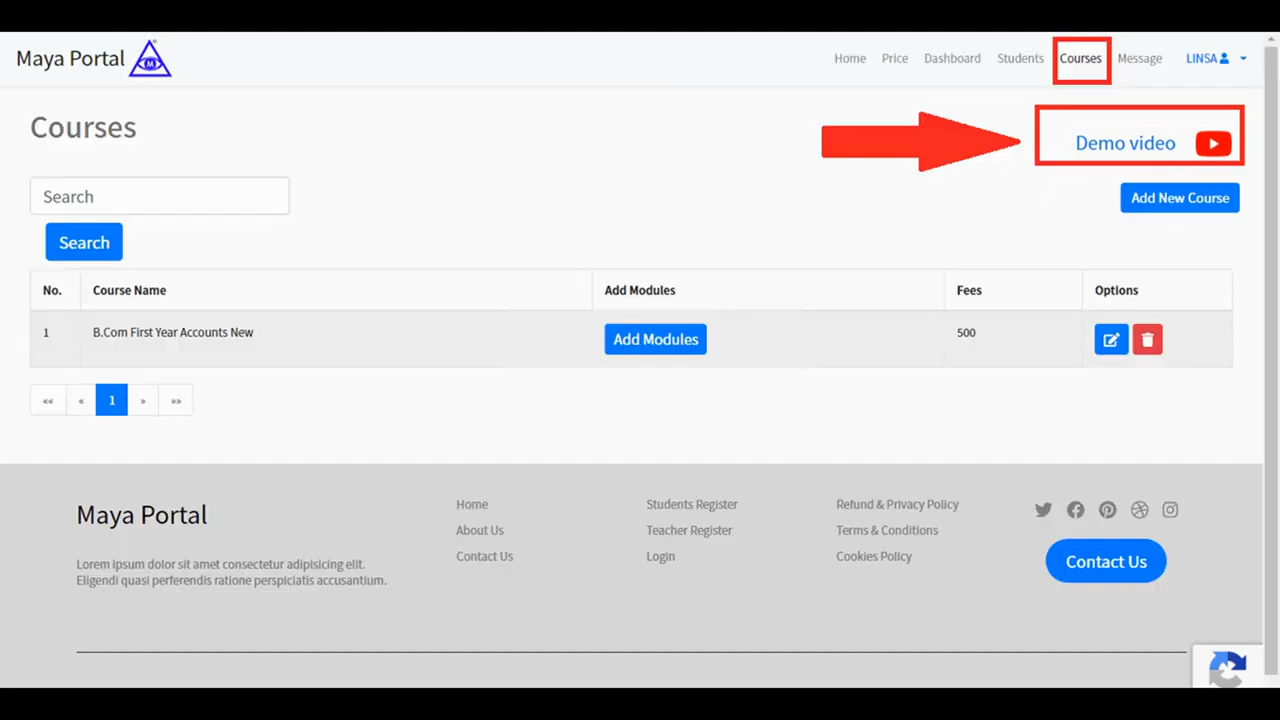 Maya Portal
Home Price Dashboard Students Courses Message LINSA
Courses
Demo video
Search
Add New Course
Search
No. Course Name Add Modules Fees Options
1 B.Com First Year Accounts New Add Modules 500
«« « 1 » »»
Maya Portal
Lorem ipsum dolor sit amet consectetur adipisicing elit.
Eligendi quasi perferendis ratione perspiciatis accusantium.
Home
About Us
Contact Us
Students Register
Teacher Register
Login
Refund & Privacy Policy
Terms & Conditions
Cookies Policy
Contact Us